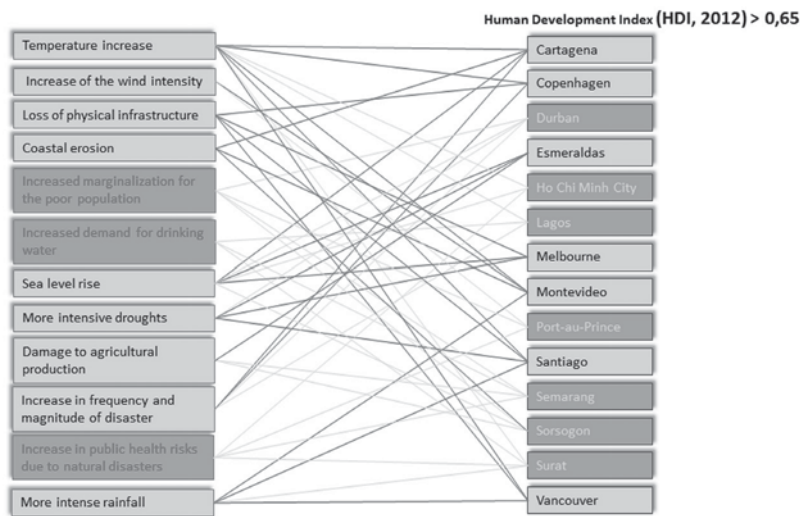 Human Development Index (HDI, 2012) > 0,65
Temperature increase
Increase of the wind intensity
Loss of physical infrastructure
Coastal erosion
Increased marginalization for
the poor population
Increased demand for drinking
water
Sea level rise
More intensive droughts
Damage to agricultural
production
Increase in frequency and
magnitude of disaster
Increase in public health risks
due to natural disasters
More intense rainfall
Cartagena
Copenhagen
Durban
Esmeraldas
Ho Chi Minh City
Lagos
Melbourne
Montevideo
Port-au-Prince
Santiago
Semarang
Sorsogon
Surat
Vancouver